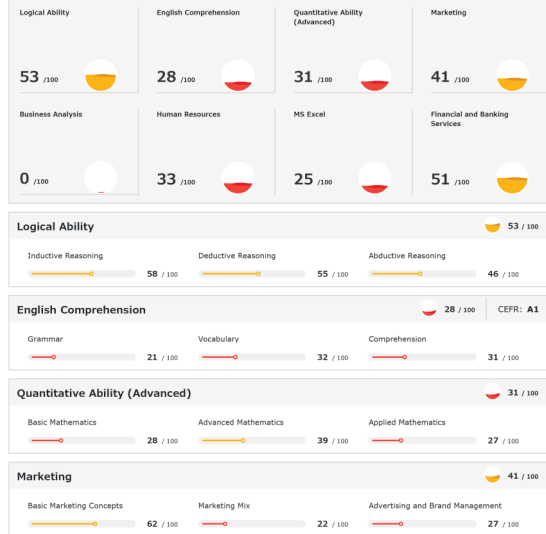 Logical Ability
English Comprehension
Quantitative Ability
(Advanced)
Marketing
53 /100
28 /100
31 /100
41 /100
Business Analysis
Human Resources
MS Excel
Financial and Banking
Services
0 /100
33 /100
25 /100
51 /100
Logical Ability
53 / 100
Inductive Reasoning
Deductive Reasoning
Abductive Reasoning
58 / 100
55 / 100
46 / 100
English Comprehension
28 / 100
CEFR: A1
Grammar
Vocabulary
Comprehension
21 / 100
32 / 100
31 / 100
Quantitative Ability (Advanced)
31 / 100
Basic Mathematics
Advanced Mathematics
Applied Mathematics
28 / 100
39 / 100
27 / 100
Marketing
41 / 100
Basic Marketing Concepts
Marketing Mix
Advertising and Brand Management
62 / 100
22 / 100
27 / 100